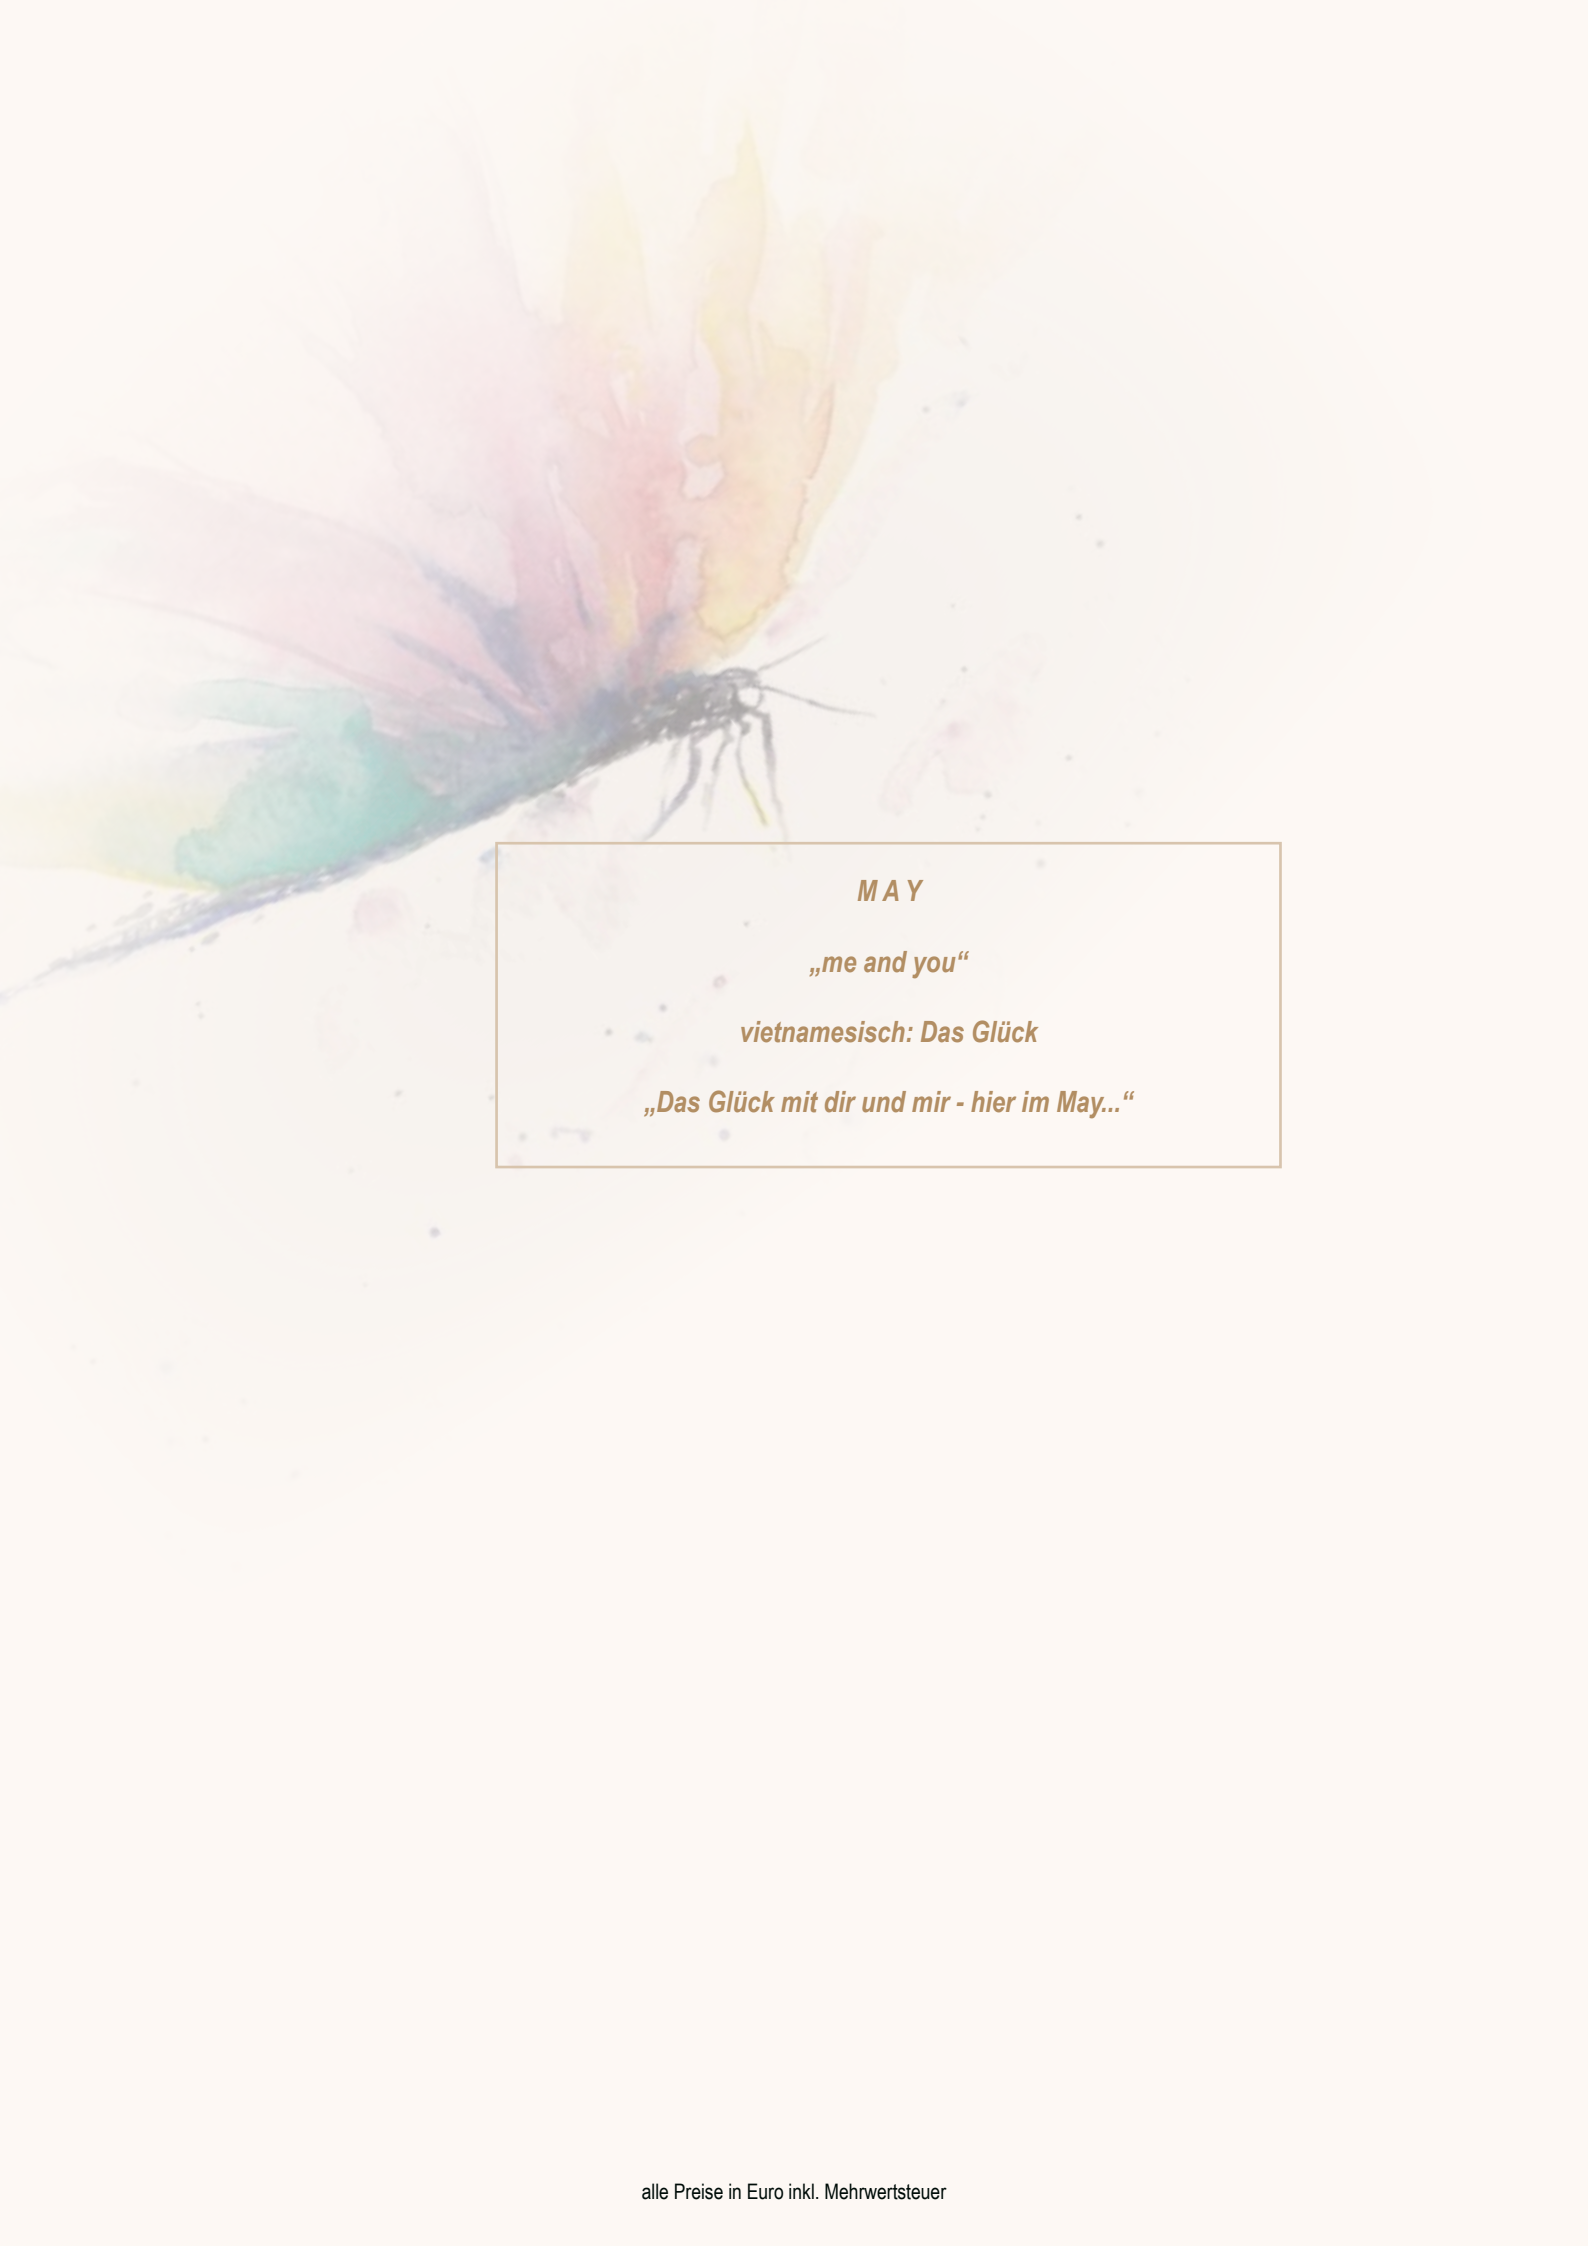 M A Y
„me and you“
vietnamesisch: Das Glück
„Das Glück mit dir und mir - hier im May...“
alle Preise in Euro inkl. Mehrwertsteuer